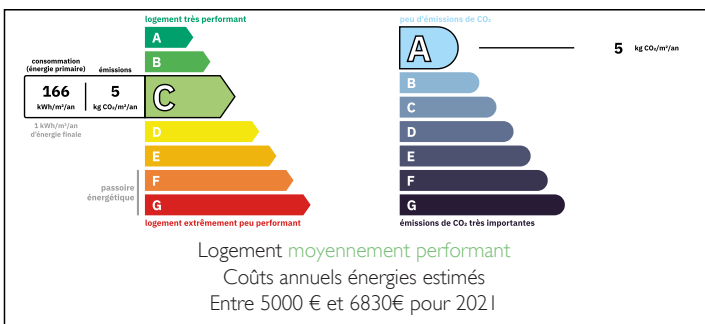 logement très performant
A
B
consommation
(énergie primaire)
émissions
166
kWh/m²/an
5
kg CO₂/m²/an
C
1 kWh/m²/an
d'énergie finale
D
E
F
G
passoire
énergétique
logement extrêmement peu performant
peu d'émissions de CO₂
A
5 kg CO₂/m²/an
B
C
D
E
F
G
émissions de CO₂ très importantes
Logement moyennement performant
Coûts annuels énergies estimés
Entre 5000 € et 6830€ pour 2021